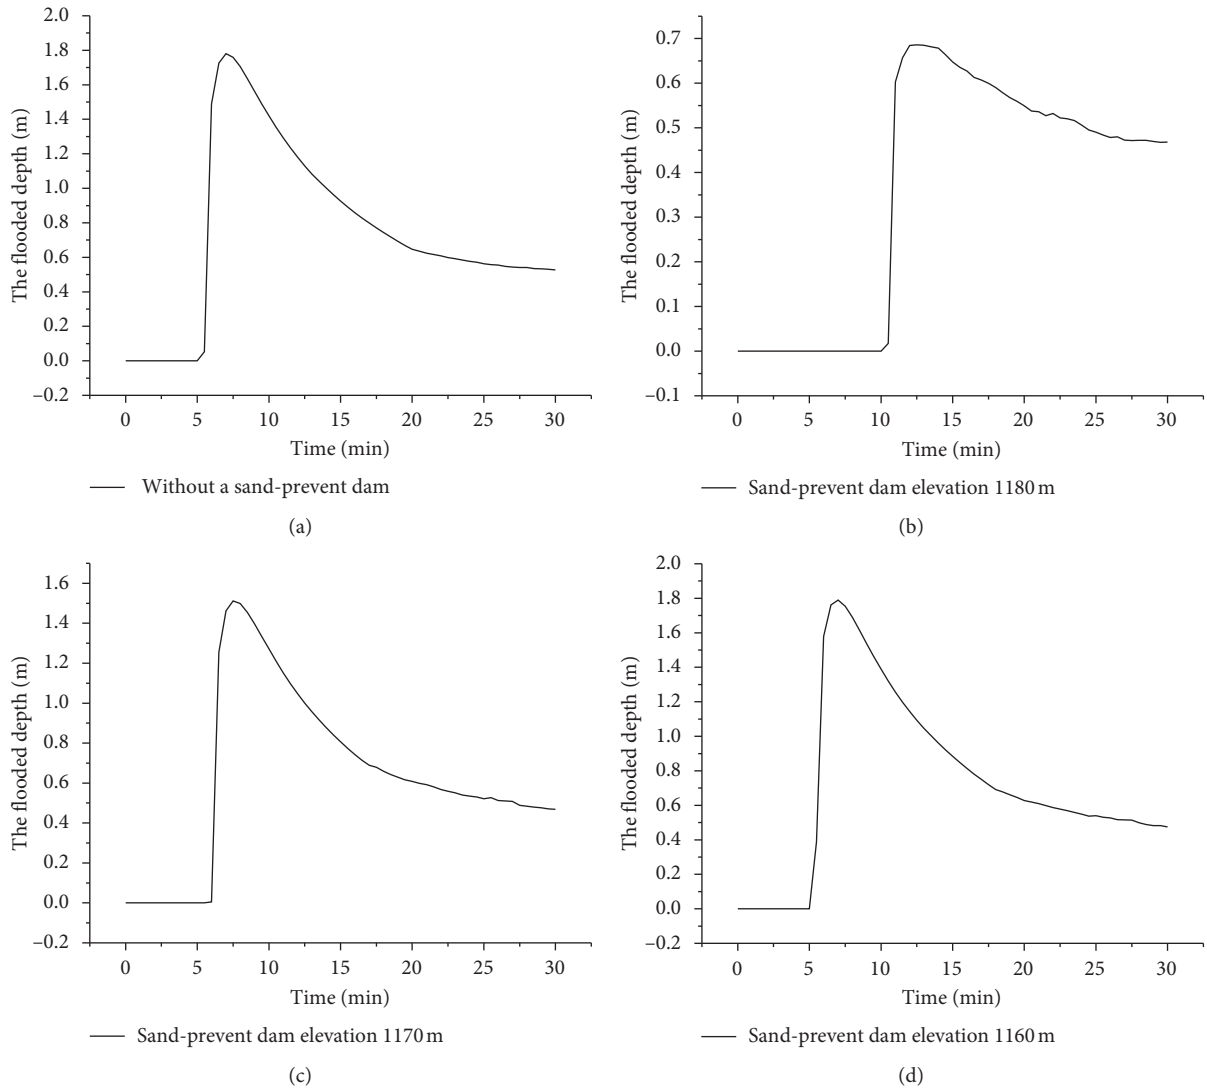 2.0
1.8
1.6
1.4
1.2
1.0
0.8
0.6
0.4
0.2
0.0
–0.2
The flooded depth (m)
0 5 10 15 20 25 30
Time (min)
Without a sand-prevent dam
(a)
0.7
0.6
0.5
0.4
0.3
0.2
0.1
0.0
–0.1
The flooded depth (m)
0 5 10 15 20 25 30
Time (min)
Sand-prevent dam elevation 1180 m
(b)
1.6
1.4
1.2
1.0
0.8
0.6
0.4
0.2
0.0
–0.2
The flooded depth (m)
0 5 10 15 20 25 30
Time (min)
Sand-prevent dam elevation 1170 m
(c)
2.0
1.8
1.6
1.4
1.2
1.0
0.8
0.6
0.4
0.2
0.0
–0.2
The flooded depth (m)
0 5 10 15 20 25 30
Time (min)
Sand-prevent dam elevation 1160 m
(d)